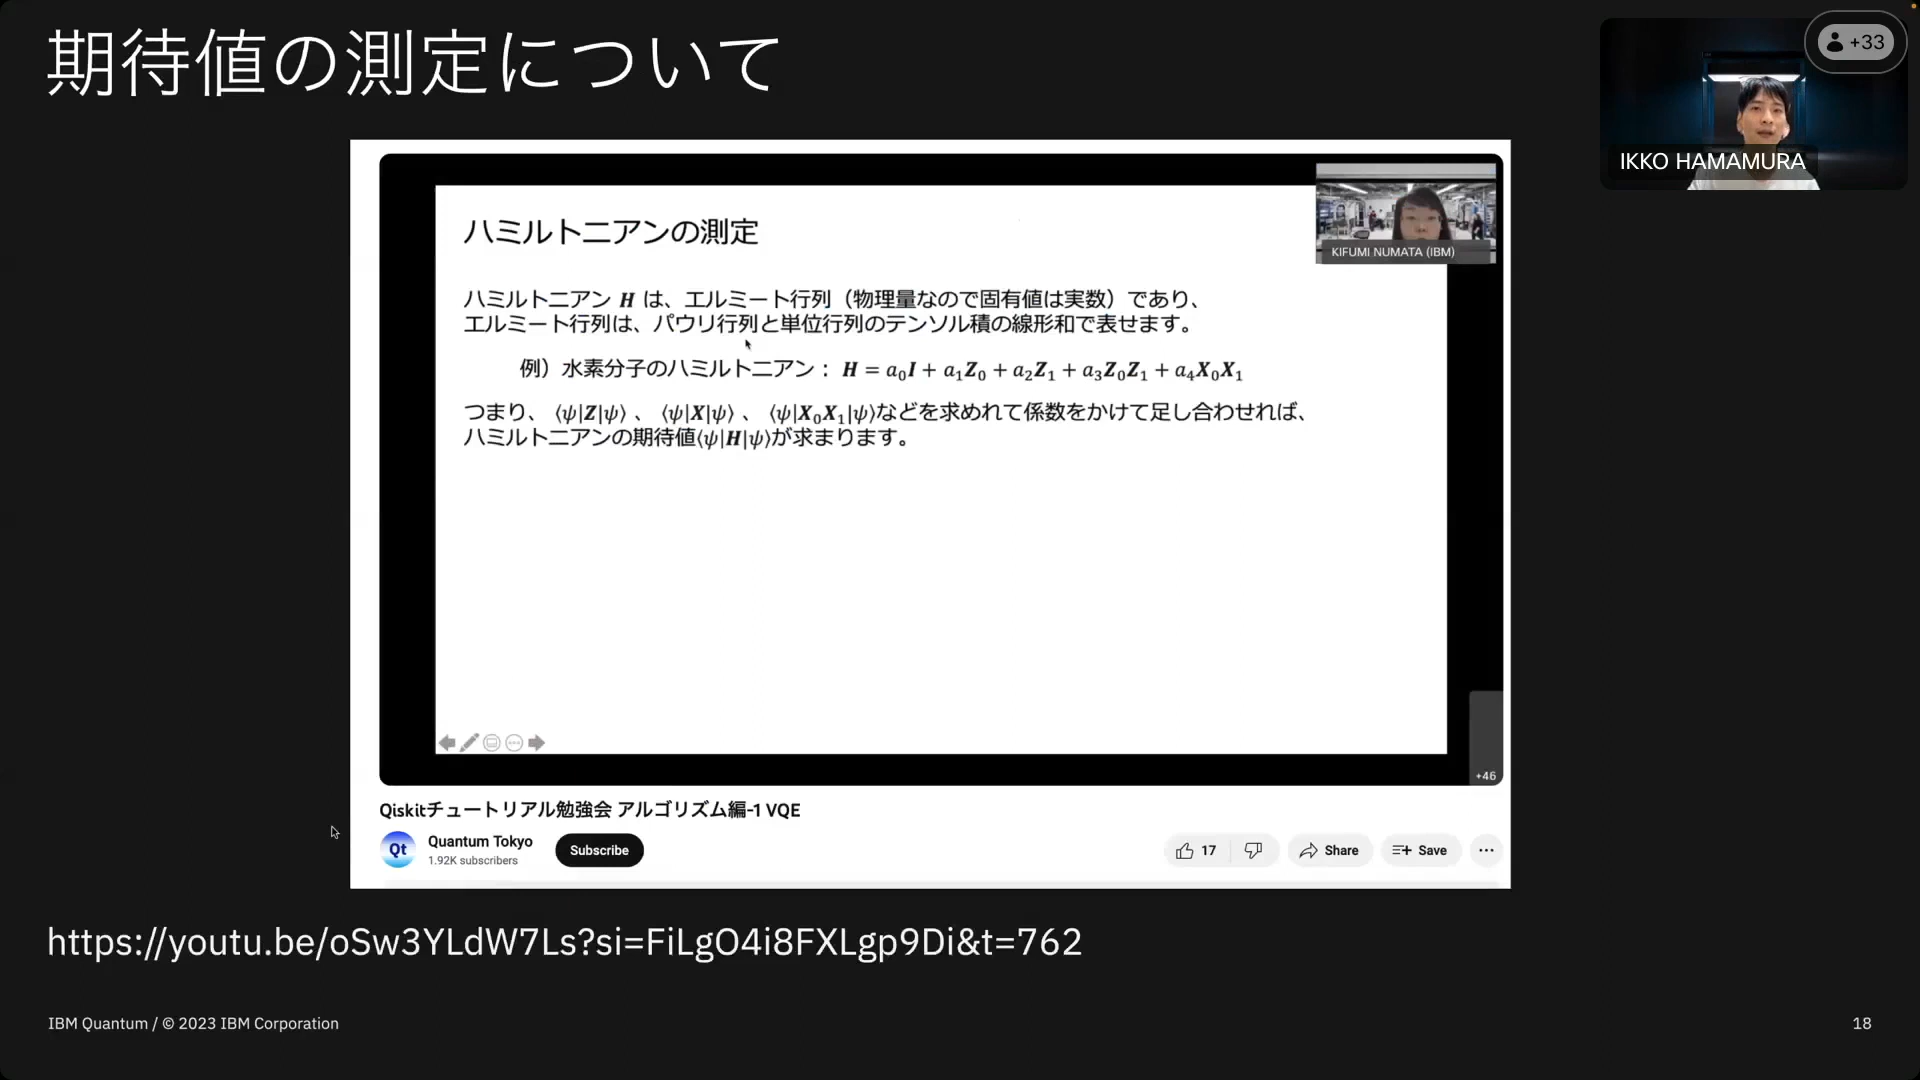 期待値の測定について
+33
IKKO HAMAMURA
ハミルトニアンの測定
KIFUMI NUMATA (IBM)
ハミルトニアン H は、エルミート行列（物理量なので固有値は実数）であり、
エルミート行列は、パウリ行列と単位行列のテンソル積の線形和で表せます。
例）水素分子のハミルトニアン： H = a₀I + a₁Z₀ + a₂Z₁ + a₃Z₀Z₁ + a₄X₀X₁
つまり、 ⟨ψ|Z|ψ⟩ 、 ⟨ψ|X|ψ⟩ 、 ⟨ψ|X₀X₁|ψ⟩などを求めれて係数をかけて足し合わせれば、
ハミルトニアンの期待値⟨ψ|H|ψ⟩が求まります。
+46
Qiskitチュートリアル勉強会 アルゴリズム編-1 VQE
Qt
Quantum Tokyo
1.92K subscribers
Subscribe
17
Share
Save
https://youtu.be/oSw3YLdW7Ls?si=FiLgO4i8FXLgp9Di&t=762
IBM Quantum / © 2023 IBM Corporation
18